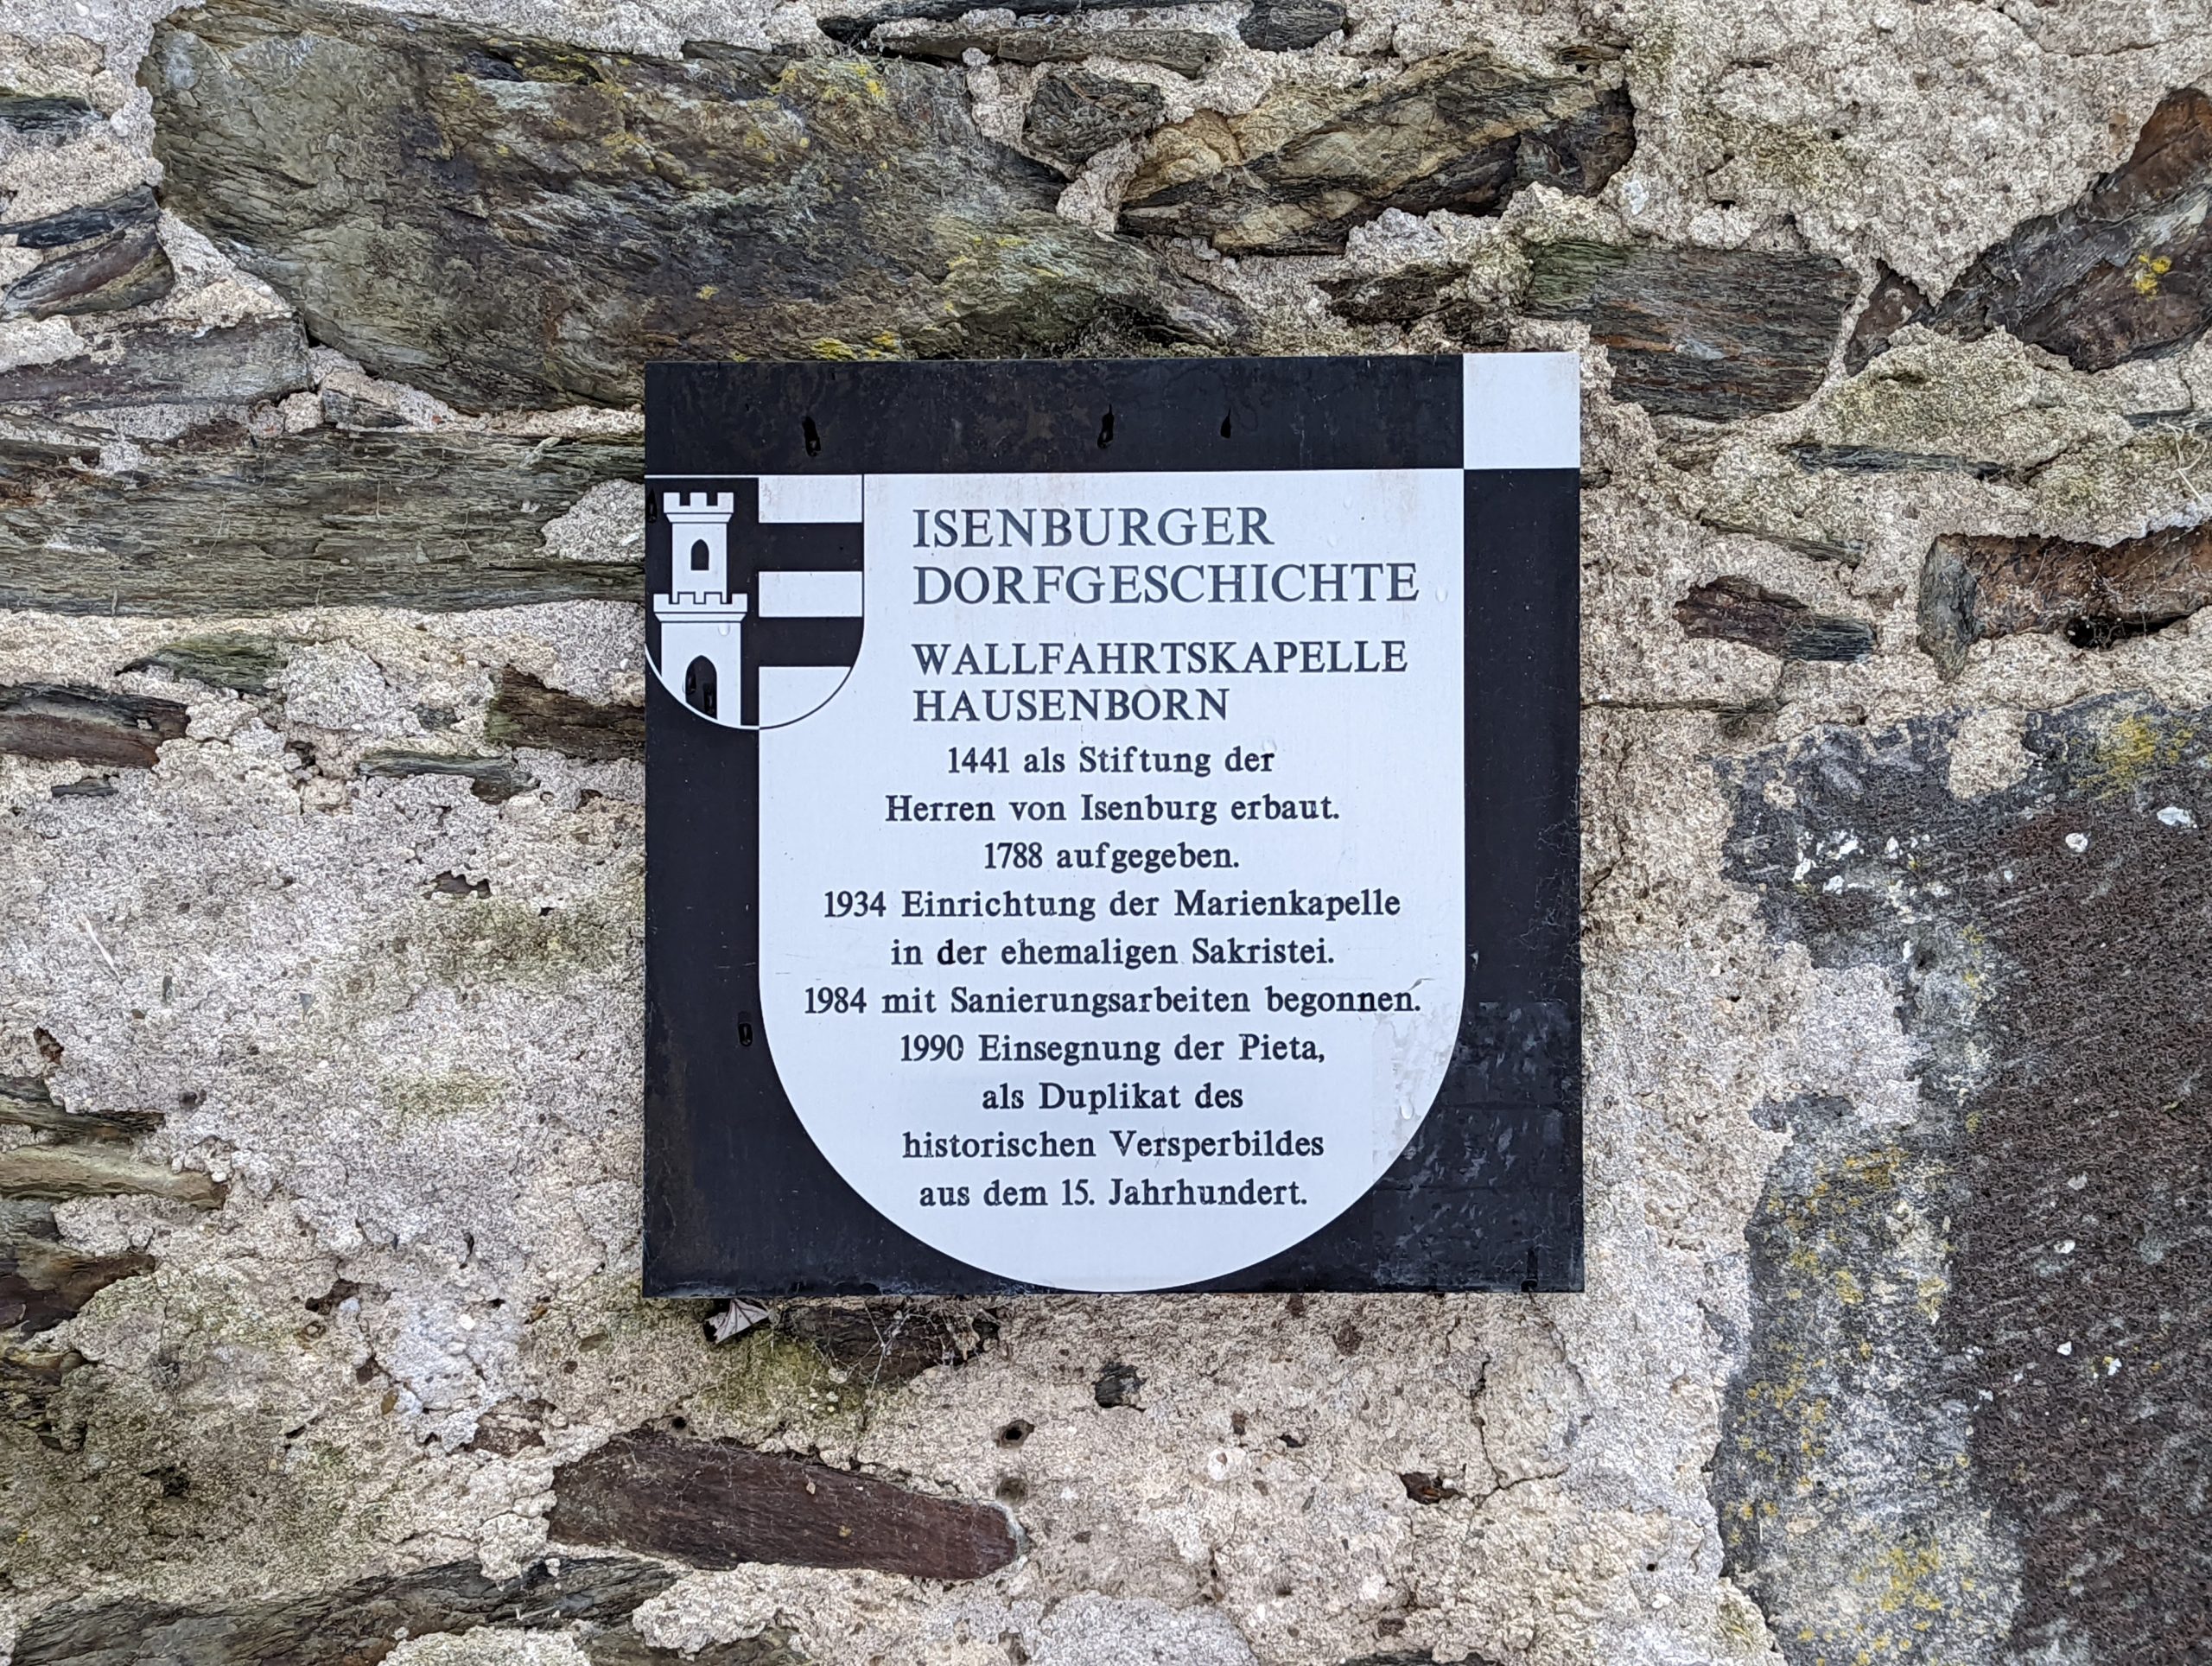 ISENBURGER
DORFGESCHICHTE
WALLFAHRTSKAPELLE
HAUSENBORN
1441 als Stiftung der
Herren von Isenburg erbaut.
1788 aufgegeben.
1934 Einrichtung der Marienkapelle
in der ehemaligen Sakristei.
1984 mit Sanierungsarbeiten begonnen.
1990 Einsegnung der Pieta,
als Duplikat des
historischen Versperbildes
aus dem 15. Jahrhundert.